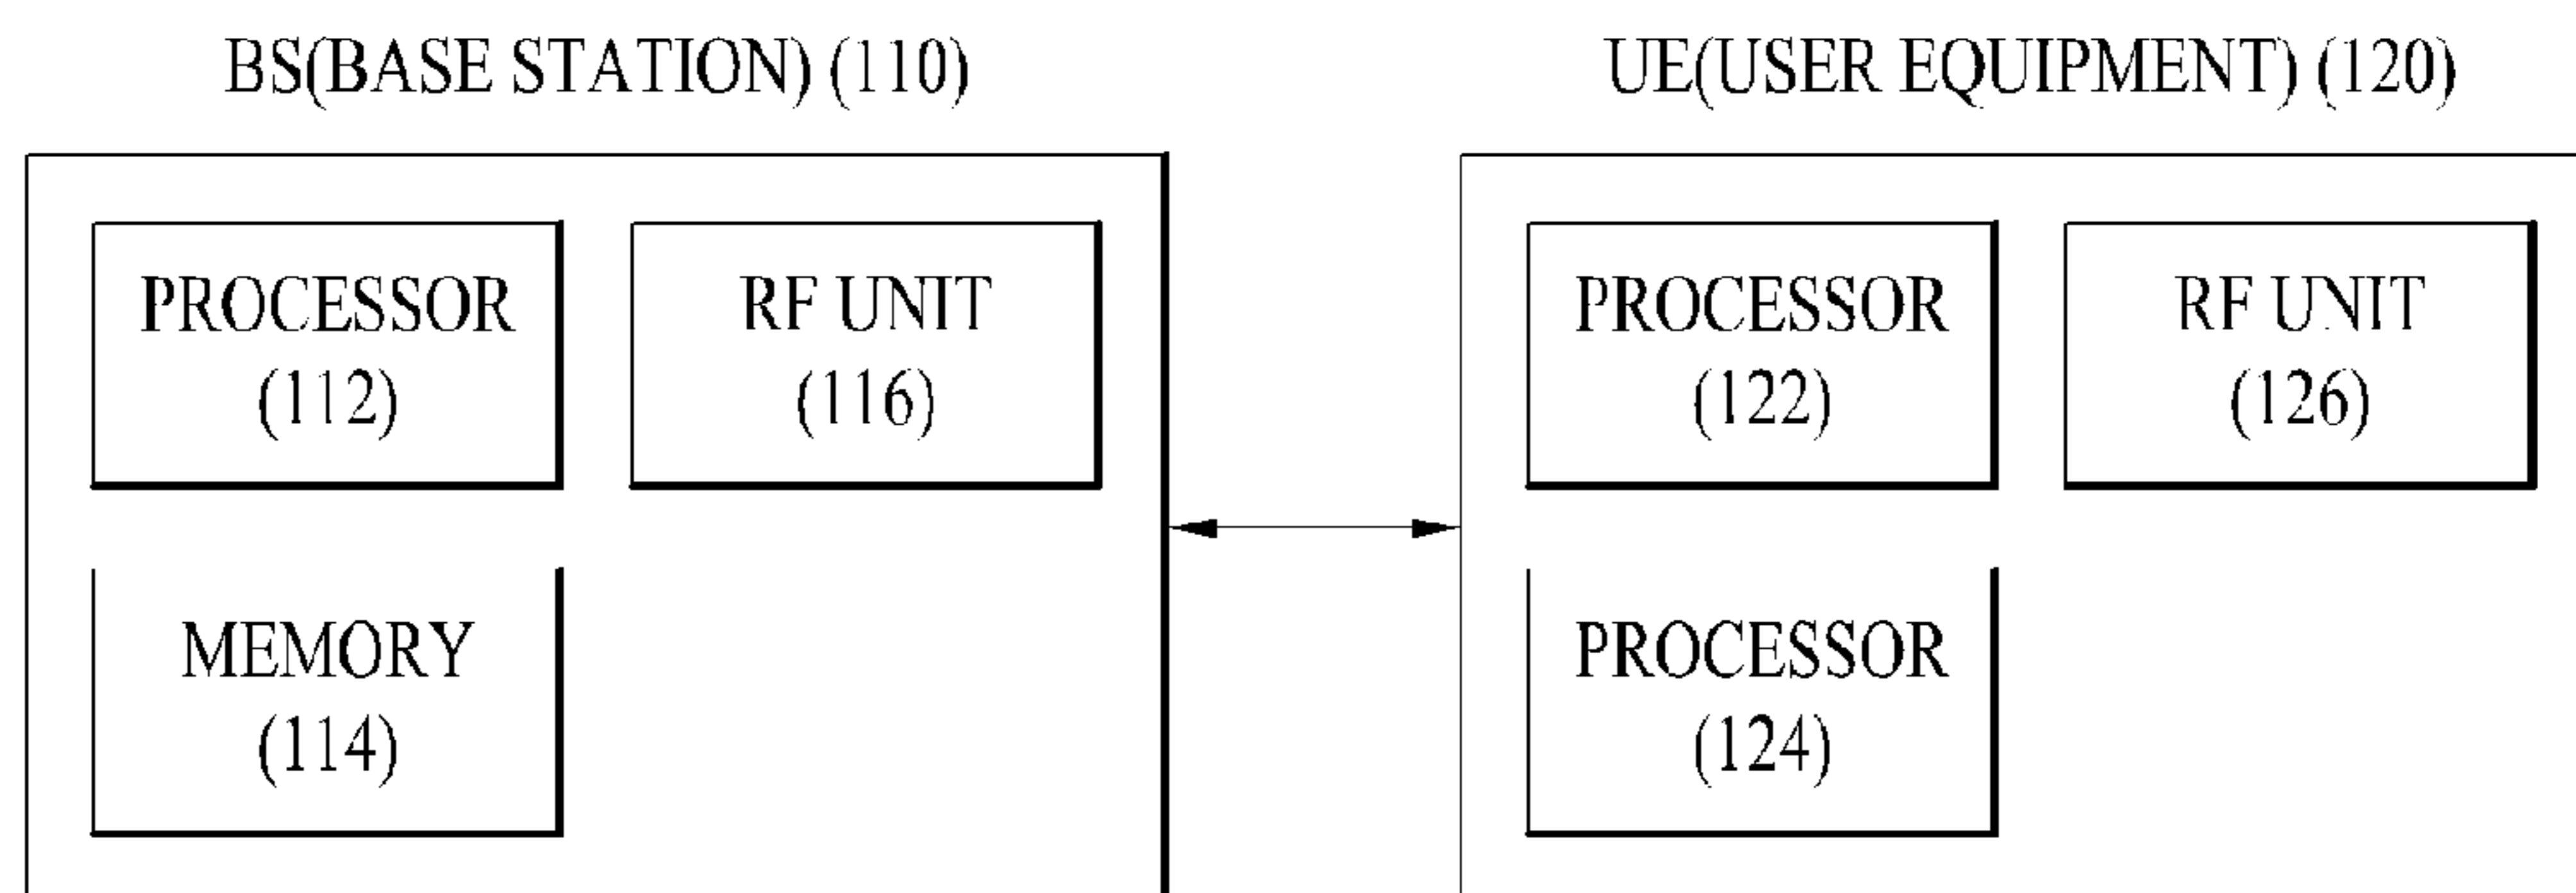 BS(BASE STATION) (110)
UE(USER EQUIPMENT) (120)
PROCESSOR
(112)
RF UNIT
(116)
PROCESSOR
(122)
RF UNIT
(126)
MEMORY
(114)
PROCESSOR
(124)